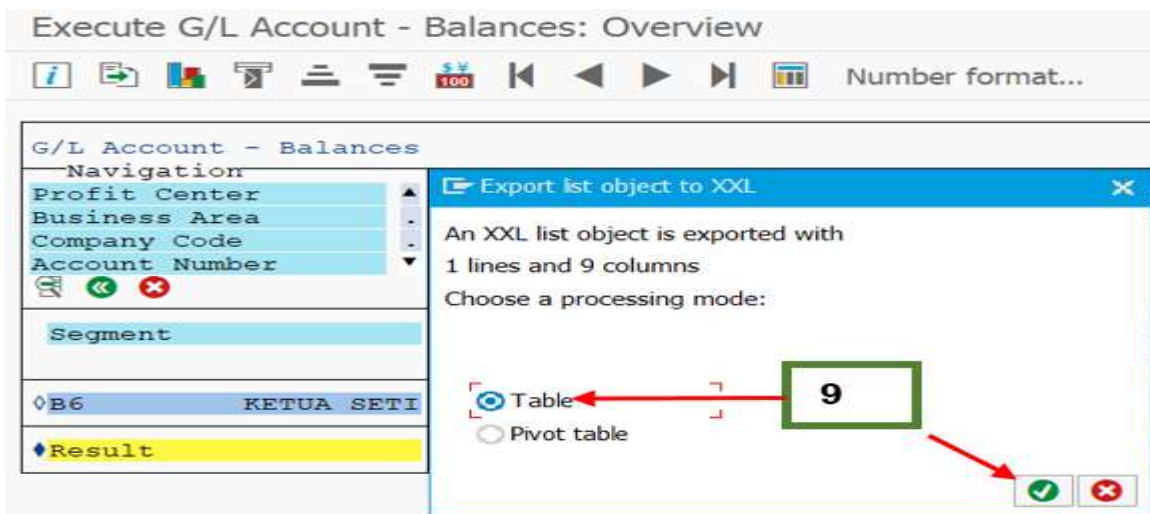 Execute G/L Account - Balances: Overview
Number format...
G/L Account - Balances
Navigation
Profit Center
Business Area
Company Code
Account Number
Segment
B6 KETUA SETI
Result
Export list object to XXL
An XXL list object is exported with
1 lines and 9 columns
Choose a processing mode:
Table
Pivot table
9